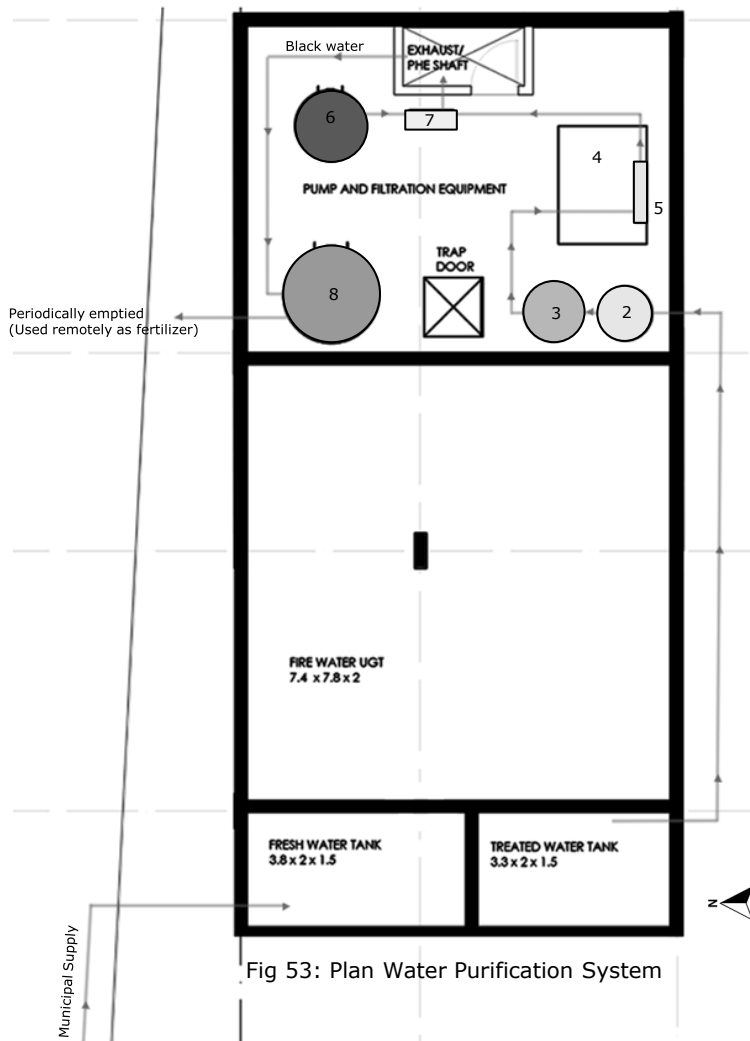 Black water
EXHAUST/
PHE SHAFT
6
7
4
PUMP AND FILTRATION EQUIPMENT
5
TRAP
DOOR
8
3
2
Periodically emptied
(Used remotely as fertilizer)
FIRE WATER UGT
7.4 x 7.8 x 2
FRESH WATER TANK
3.8 x 2 x 1.5
TREATED WATER TANK
3.3 x 2 x 1.5
N
Municipal Supply
Fig 53: Plan Water Purification System